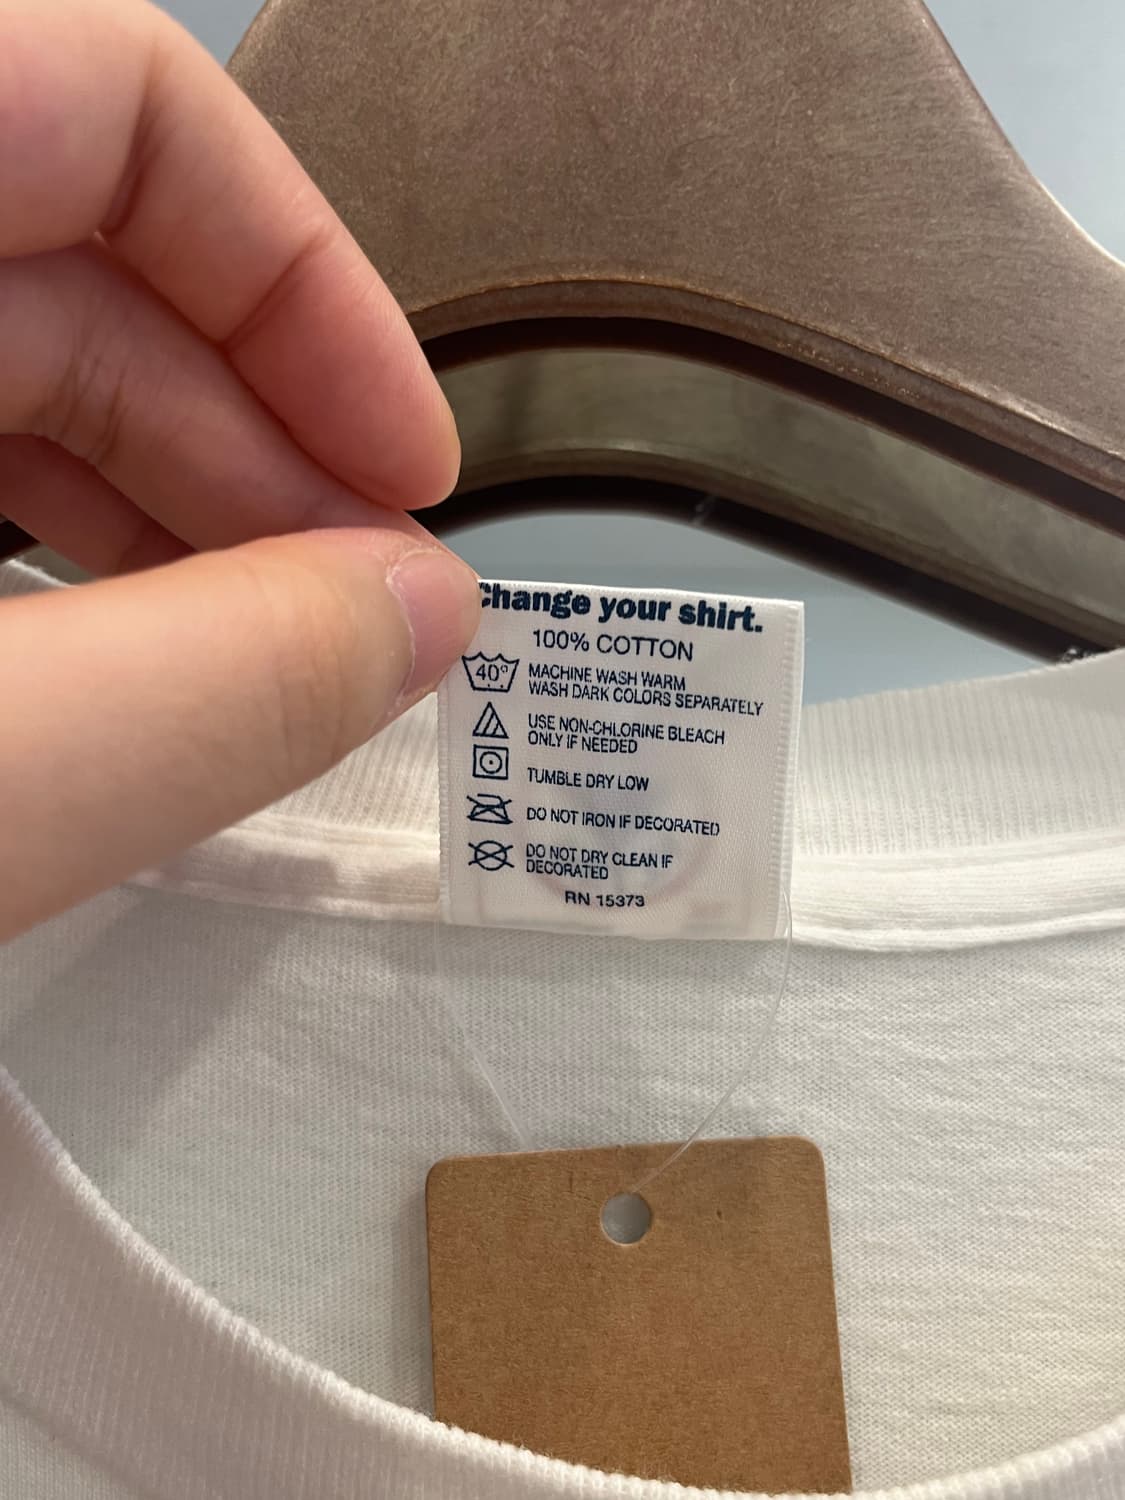 Change your shirt.
100% COTTON
40°
MACHINE WASH WARM
WASH DARK COLORS SEPARATELY
USE NON-CHLORINE BLEACH
ONLY IF NEEDED
TUMBLE DRY LOW
DO NOT IRON IF DECORATED
DO NOT DRY CLEAN IF
DECORATED
RN 15373